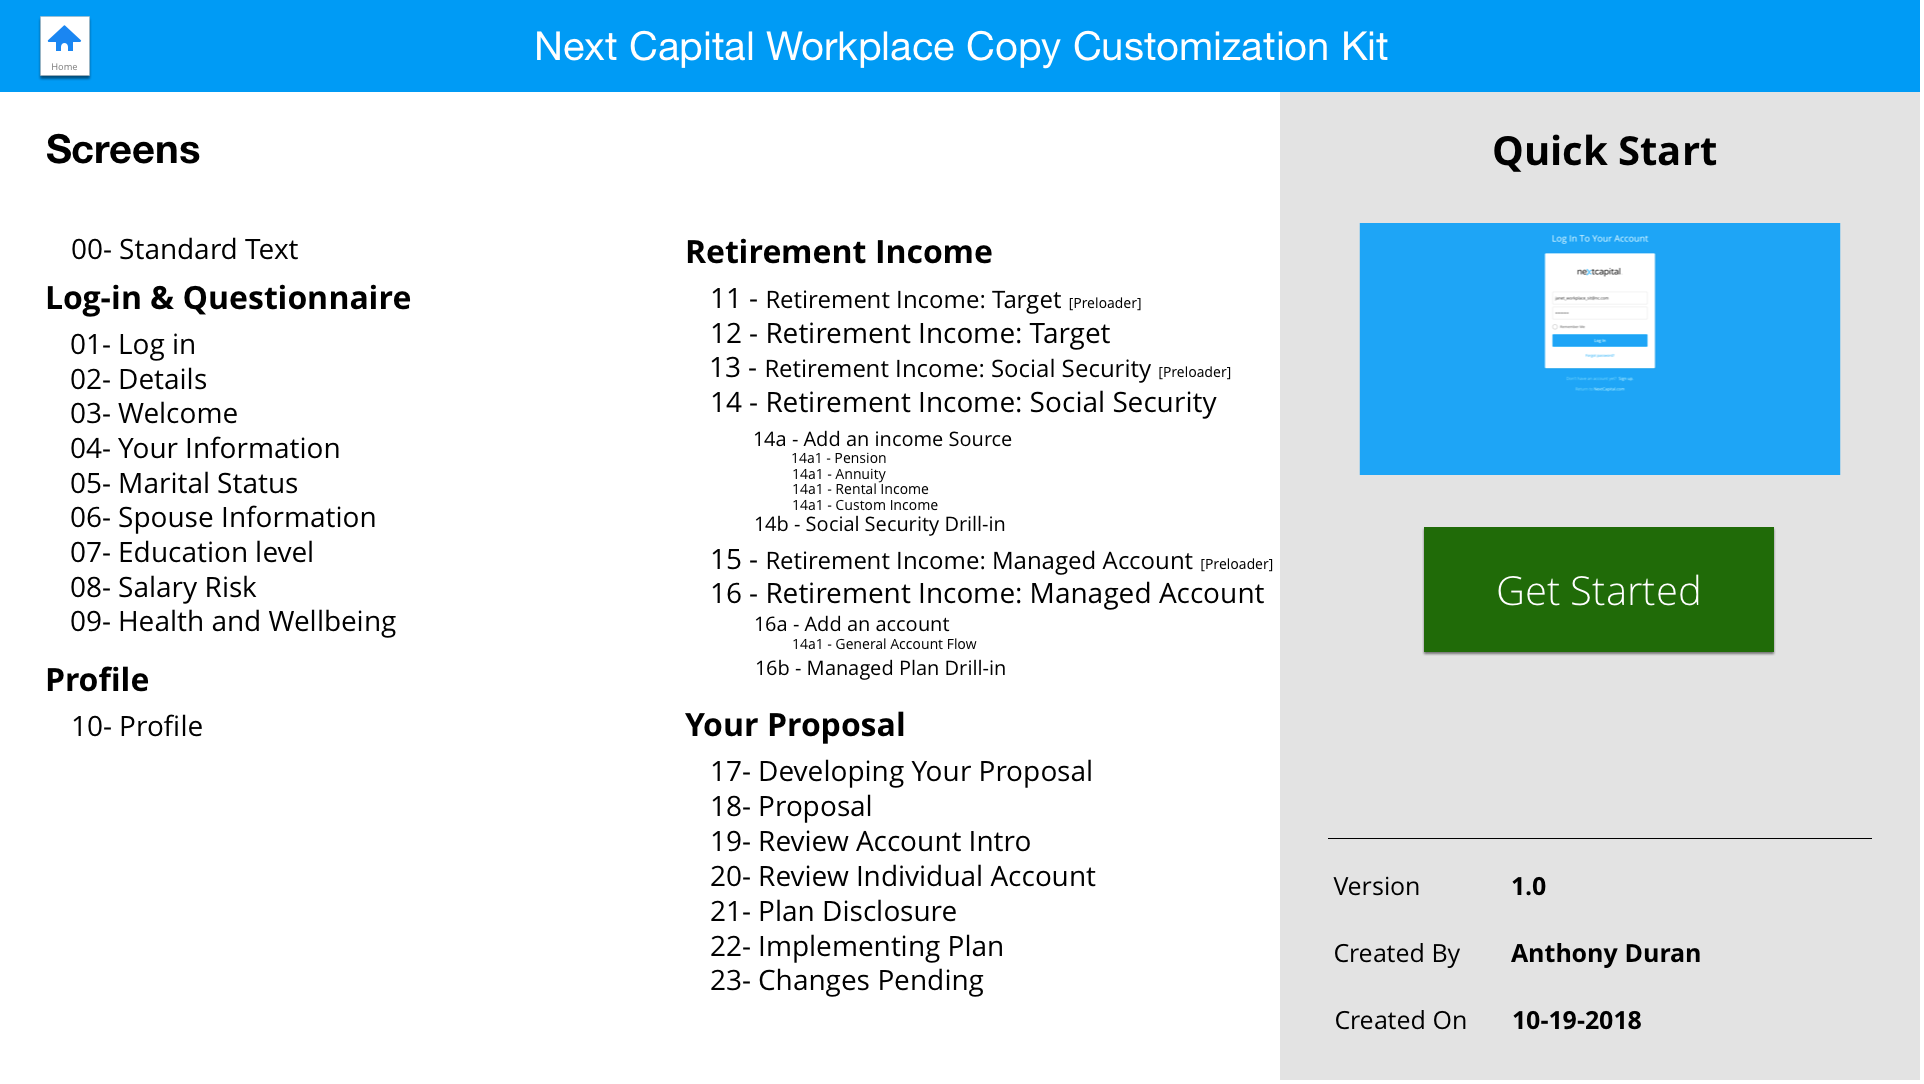 Home
Next Capital Workplace Copy Customization Kit
Screens
00- Standard Text
Log-in & Questionnaire
01- Log in
02- Details
03- Welcome
04- Your Information
05- Marital Status
06- Spouse Information
07- Education level
08- Salary Risk
09- Health and Wellbeing
Profile
10- Profile
Retirement Income
11 - Retirement Income: Target [Preloader]
12 - Retirement Income: Target
13 - Retirement Income: Social Security [Preloader]
14 - Retirement Income: Social Security
14a - Add an income Source
14a1 - Pension
14a1 - Annuity
14a1 - Rental Income
14a1 - Custom Income
14b - Social Security Drill-in
15 - Retirement Income: Managed Account [Preloader]
16 - Retirement Income: Managed Account
16a - Add an account
14a1 - General Account Flow
16b - Managed Plan Drill-in
Your Proposal
17- Developing Your Proposal
18- Proposal
19- Review Account Intro
20- Review Individual Account
21- Plan Disclosure
22- Implementing Plan
23- Changes Pending
Quick Start
Log In To Your Account
nextcapital
Remember Me
Log In
Forgot password?
Sign up
Get Started
Version 1.0
Created By Anthony Duran
Created On 10-19-2018